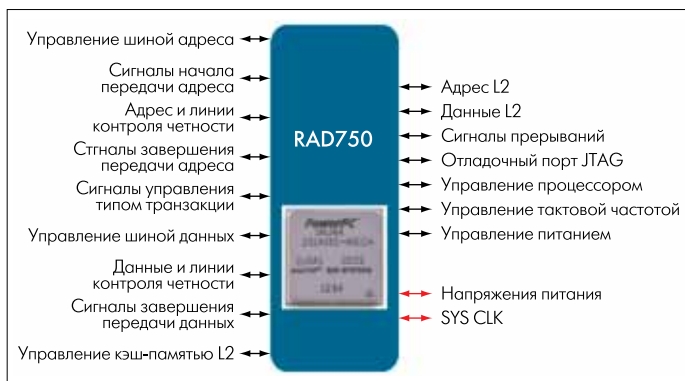 Управление шиной адреса
Сигналы начала
передачи адреса
Адрес и линии
контроля четности
Стгналы завершения
передачи адреса
Сигналы управления
типом транзакции
Управление шиной данных
Данные и линии
контроля четности
Сигналы завершения
передачи данных
Управление кэш-памятью L2
RAD750
PowerPC
Адрес L2
Данные L2
Сигналы прерываний
Отладочный порт JTAG
Управление процессором
Управление тактовой частотой
Управление питанием
Напряжения питания
SYS CLK